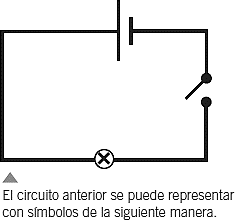 El circuito anterior se puede representar
con símbolos de la siguiente manera.